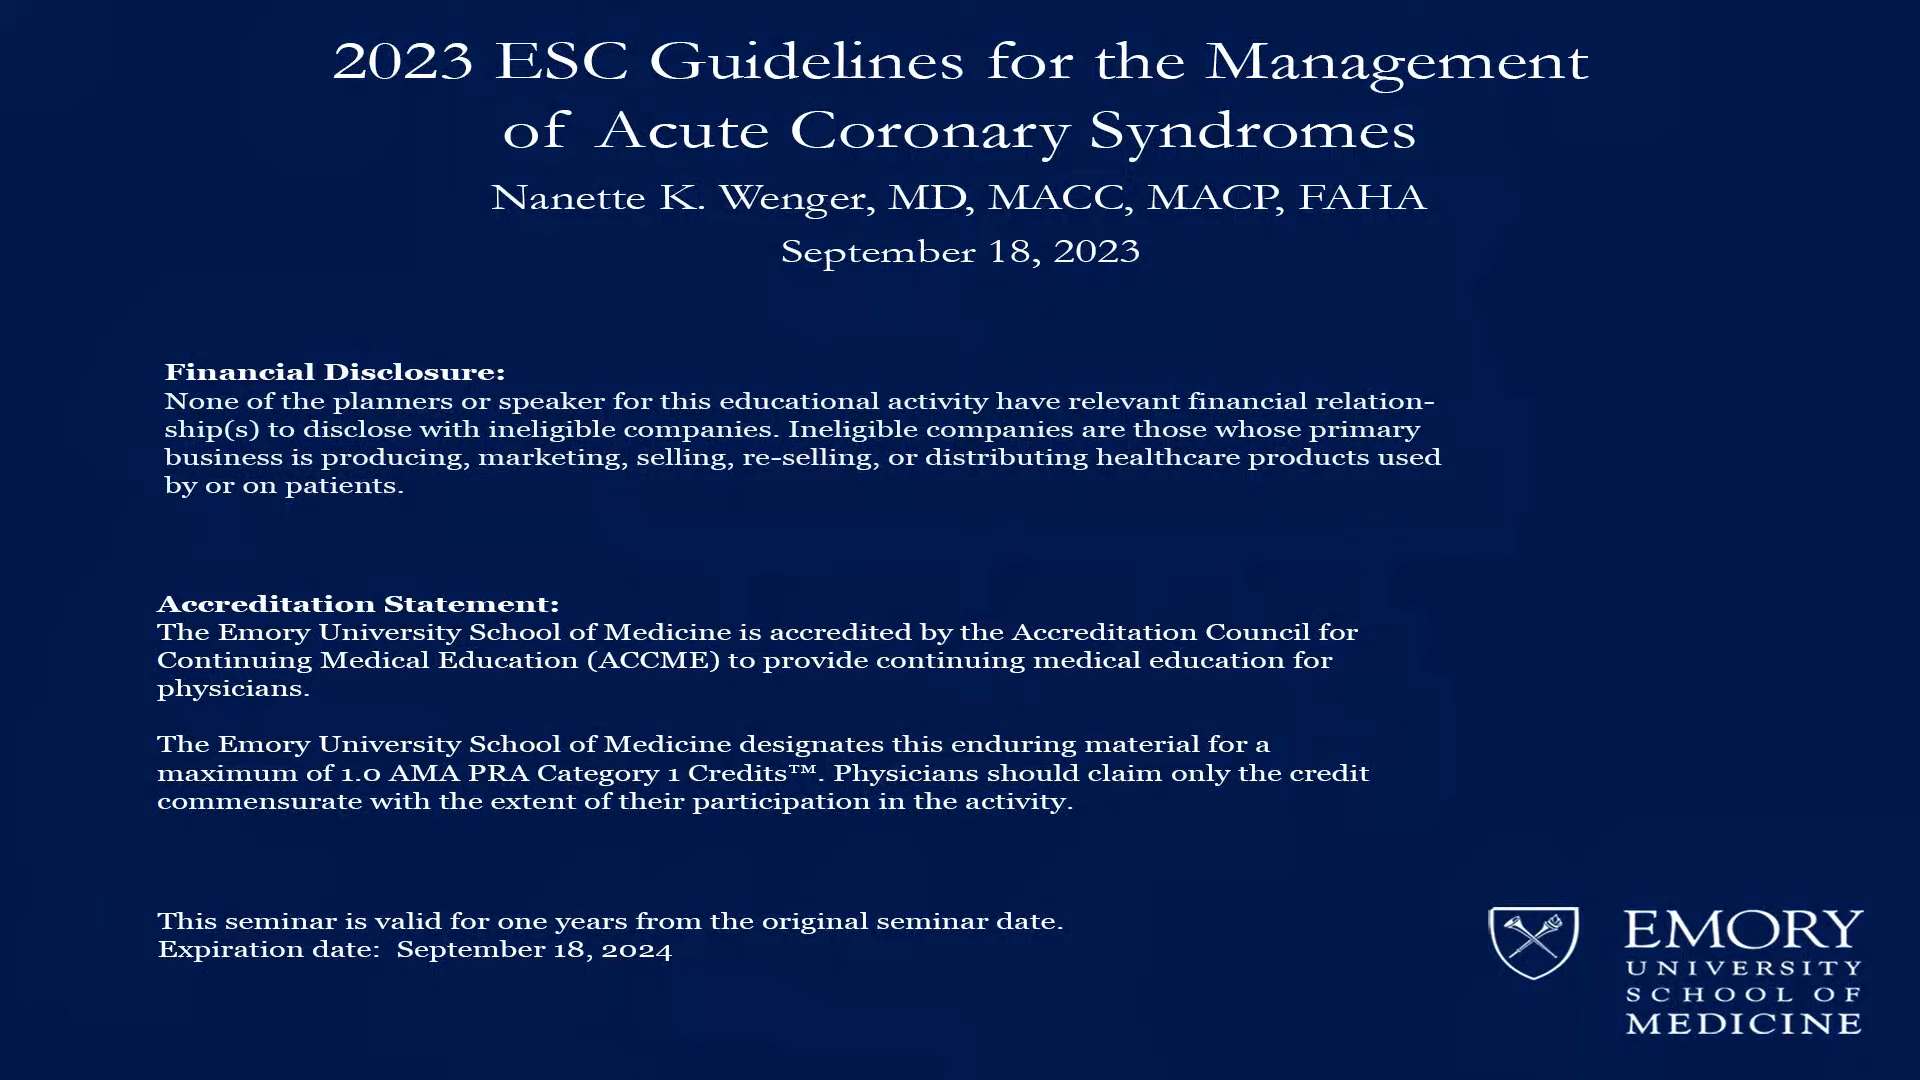 2023 ESC Guidelines for the Management
of Acute Coronary Syndromes
Nanette K. Wenger, MD, MACC, MACP, FAHA
September 18, 2023
Financial Disclosure:
None of the planners or speaker for this educational activity have relevant financial relation-
ship(s) to disclose with ineligible companies. Ineligible companies are those whose primary
business is producing, marketing, selling, re-selling, or distributing healthcare products used
by or on patients.
Accreditation Statement:
The Emory University School of Medicine is accredited by the Accreditation Council for
Continuing Medical Education (ACCME) to provide continuing medical education for
physicians.
The Emory University School of Medicine designates this enduring material for a
maximum of 1.0 AMA PRA Category 1 Credits™. Physicians should claim only the credit
commensurate with the extent of their participation in the activity.
This seminar is valid for one years from the original seminar date.
Expiration date: September 18, 2024
EMORY
UNIVERSITY
SCHOOL OF
MEDICINE